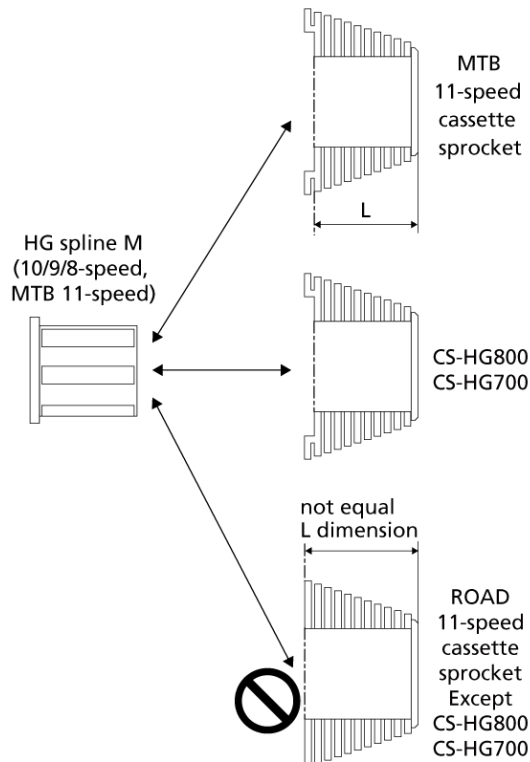 MTB
11-speed
cassette
sprocket
L
HG spline M
(10/9/8-speed,
MTB 11-speed)
CS-HG800
CS-HG700
not equal
L dimension
ROAD
11-speed
cassette
sprocket
Except
CS-HG800
CS-HG700